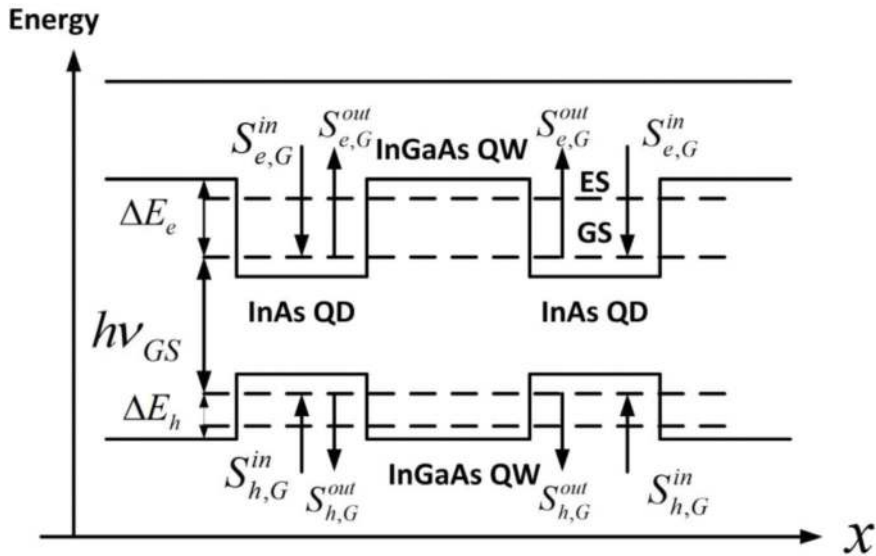 Energy
S_{e,G}^{in} S_{e,G}^{out} InGaAs QW S_{e,G}^{out} S_{e,G}^{in}
ES
ΔE_e
GS
InAs QD InAs QD
hν_{GS}
ΔE_h
S_{h,G}^{in} S_{h,G}^{out} InGaAs QW S_{h,G}^{out} S_{h,G}^{in}
x